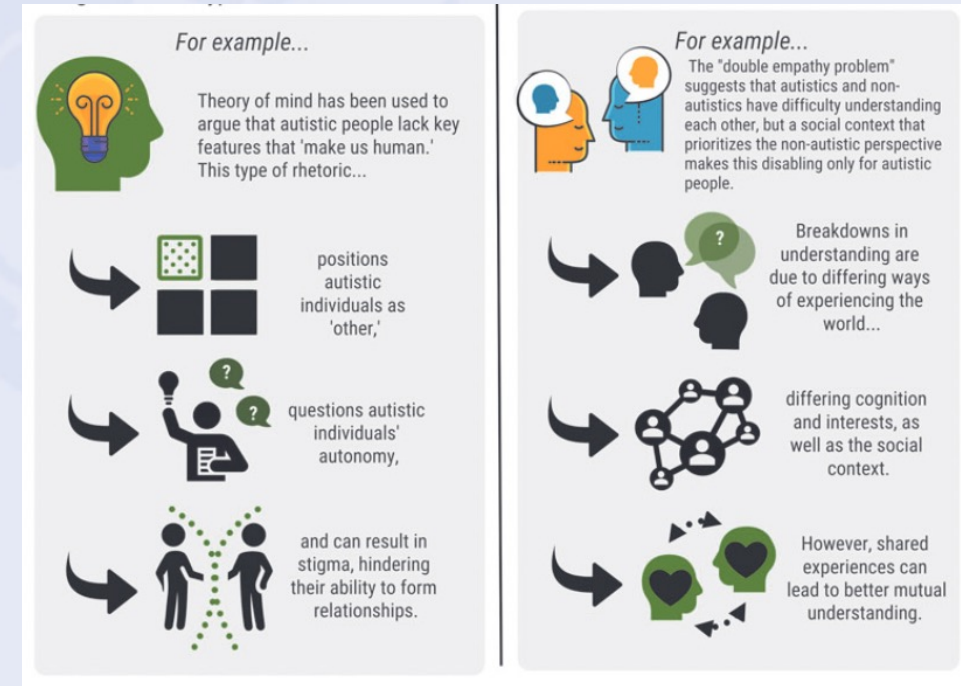 For example...
Theory of mind has been used to
argue that autistic people lack key
features that 'make us human.'
This type of rhetoric...
positions
autistic
individuals as
'other,'
?
?
questions autistic
individuals'
autonomy,
and can result in
stigma, hindering
their ability to form
relationships.
For example...
The "double empathy problem"
suggests that autistics and non-
autistics have difficulty understanding
each other, but a social context that
prioritizes the non-autistic perspective
makes this disabling only for autistic
people.
?
Breakdowns in
understanding are
due to differing ways
of experiencing the
world...
differing cognition
and interests, as
well as the social
context.
However, shared
experiences can
lead to better mutual
understanding.